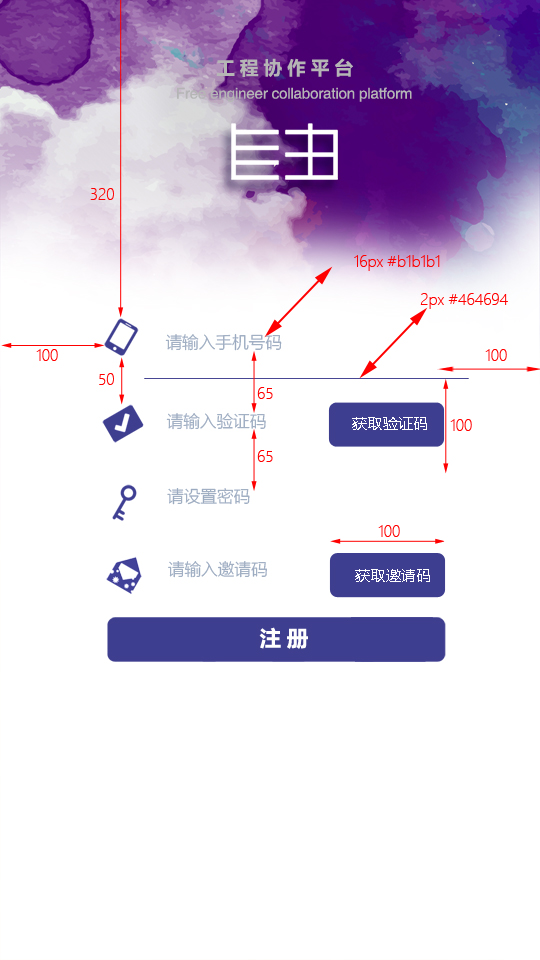 工程协作平台
Free engineer collaboration platform
自由
320
16px #b1b1b1
2px #464694
请输入手机号码
100
100
50
65
请输入验证码
获取验证码
100
65
请设置密码
100
请输入邀请码
获取邀请码
注册